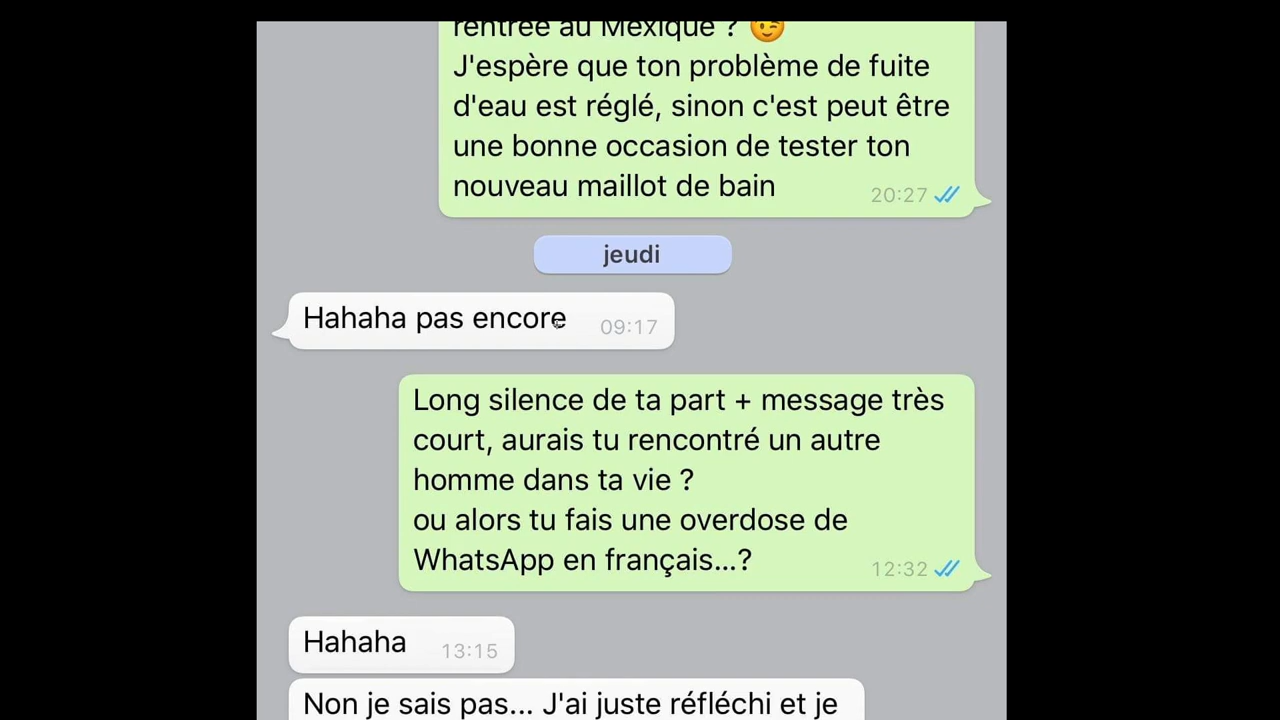 rentrée au Mexique ? 😉
J'espère que ton problème de fuite
d'eau est réglé, sinon c'est peut être
une bonne occasion de tester ton
nouveau maillot de bain
20:27
jeudi
Hahaha pas encore
09:17
Long silence de ta part + message très
court, aurais tu rencontré un autre
homme dans ta vie ?
ou alors tu fais une overdose de
WhatsApp en français...?
12:32
Hahaha
13:15
Non je sais pas... J'ai juste réfléchi et je